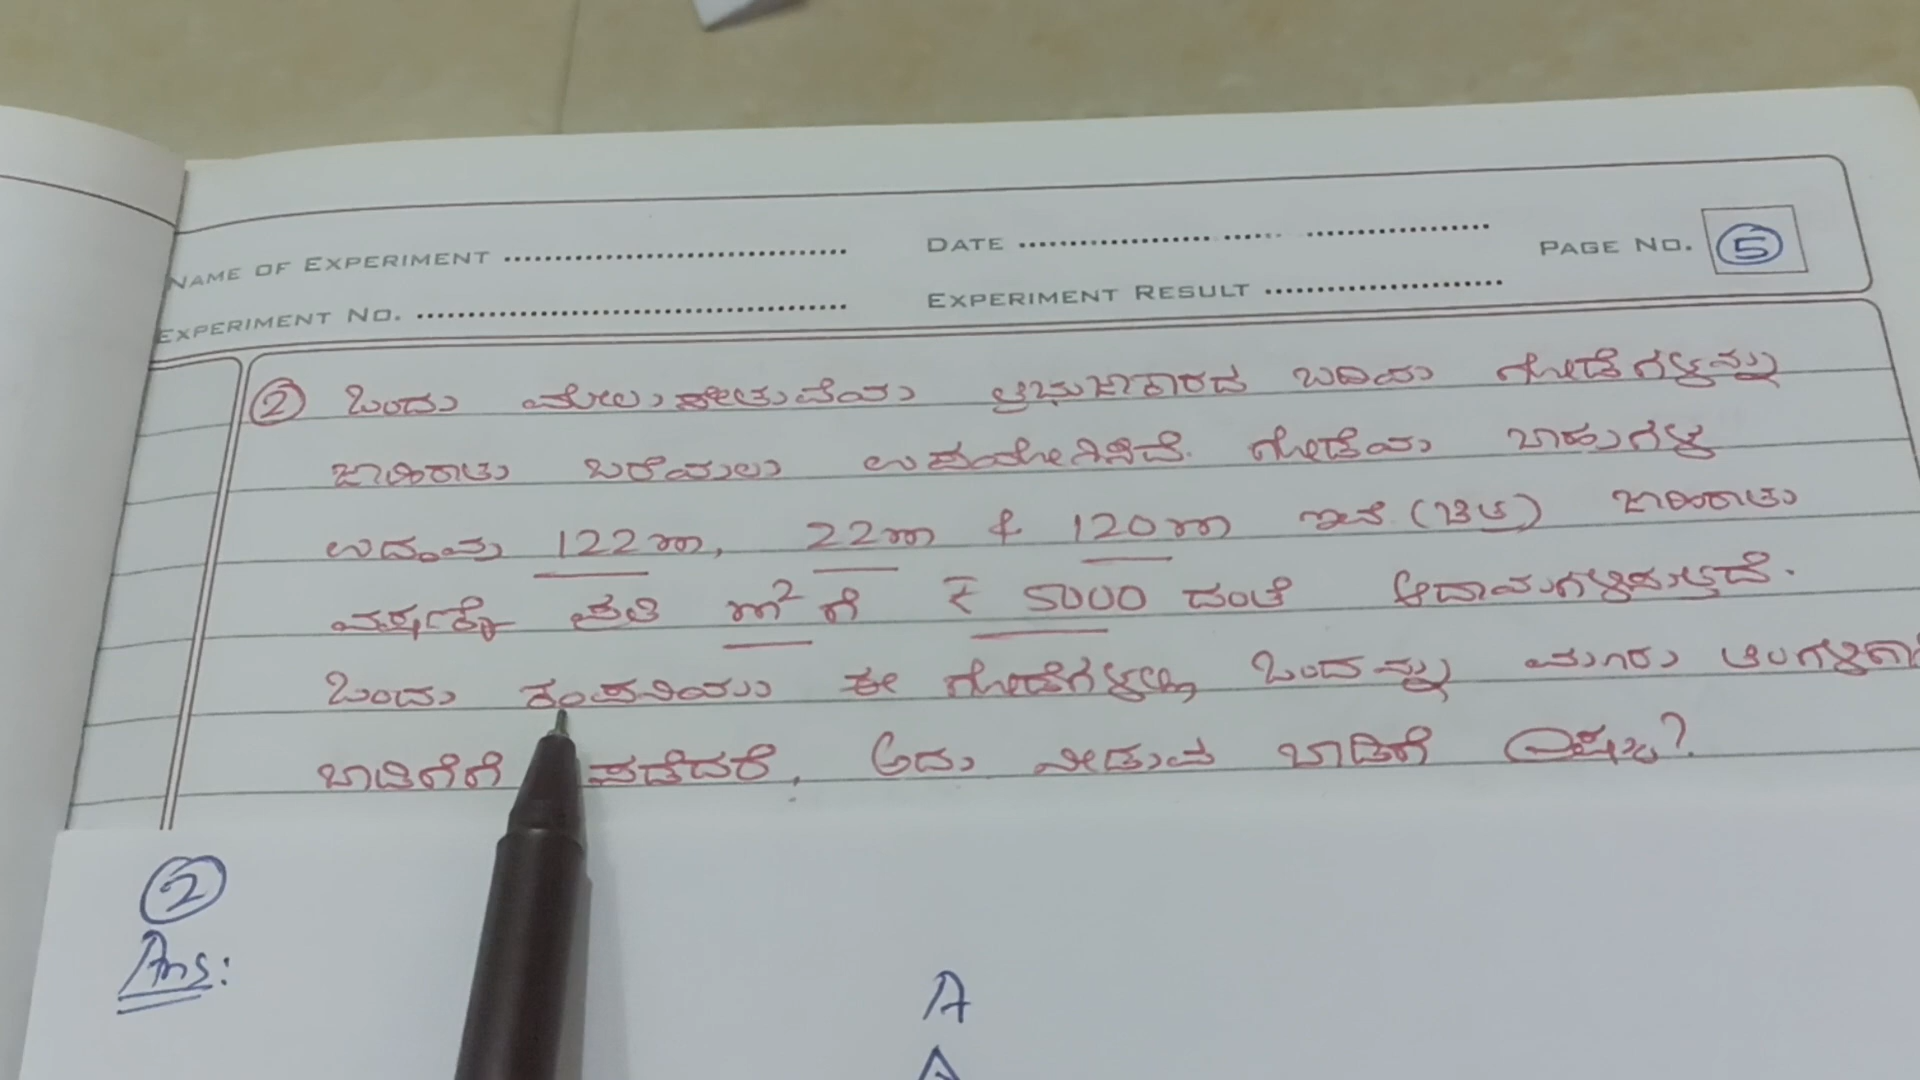 NAME OF EXPERIMENT
DATE
PAGE NO. 5
EXPERIMENT NO.
EXPERIMENT RESULT
2 ಒಂದು ಮೇಲು ಸೇತುವೆಯ ತ್ರಿಭುಜಾಕಾರದ ಬದಿಯ ಗೋಡೆಗಳನ್ನು
ಜಾಹಿರಾತು ಬರೆಯಲು ಉಪಯೋಗಿಸಿದೆ. ಗೋಡೆಯ ಬಾಹುಗಳ
ಉದ್ದವು 122m, 22m & 120m ಇವೆ (ಚಿತ್ರ) ಜಾಹಿರಾತು
ವರ್ಷಕ್ಕೆ ಪ್ರತಿ m² ಗೆ ₹ 5000 ದಂತೆ ಆದಾಯಗಳಿಸುತ್ತದೆ.
ಒಂದು ಕಂಪನಿಯು ಈ ಗೋಡೆಗಳಲ್ಲಿ ಒಂದನ್ನು ಮೂರು ತಿಂಗಳಿಗಾಗಿ
ಬಾಡಿಗೆಗೆ ಪಡೆದರೆ, ಅದು ನೀಡುವ ಬಾಡಿಗೆ ಎಷ್ಟು?
2
Ans:
A